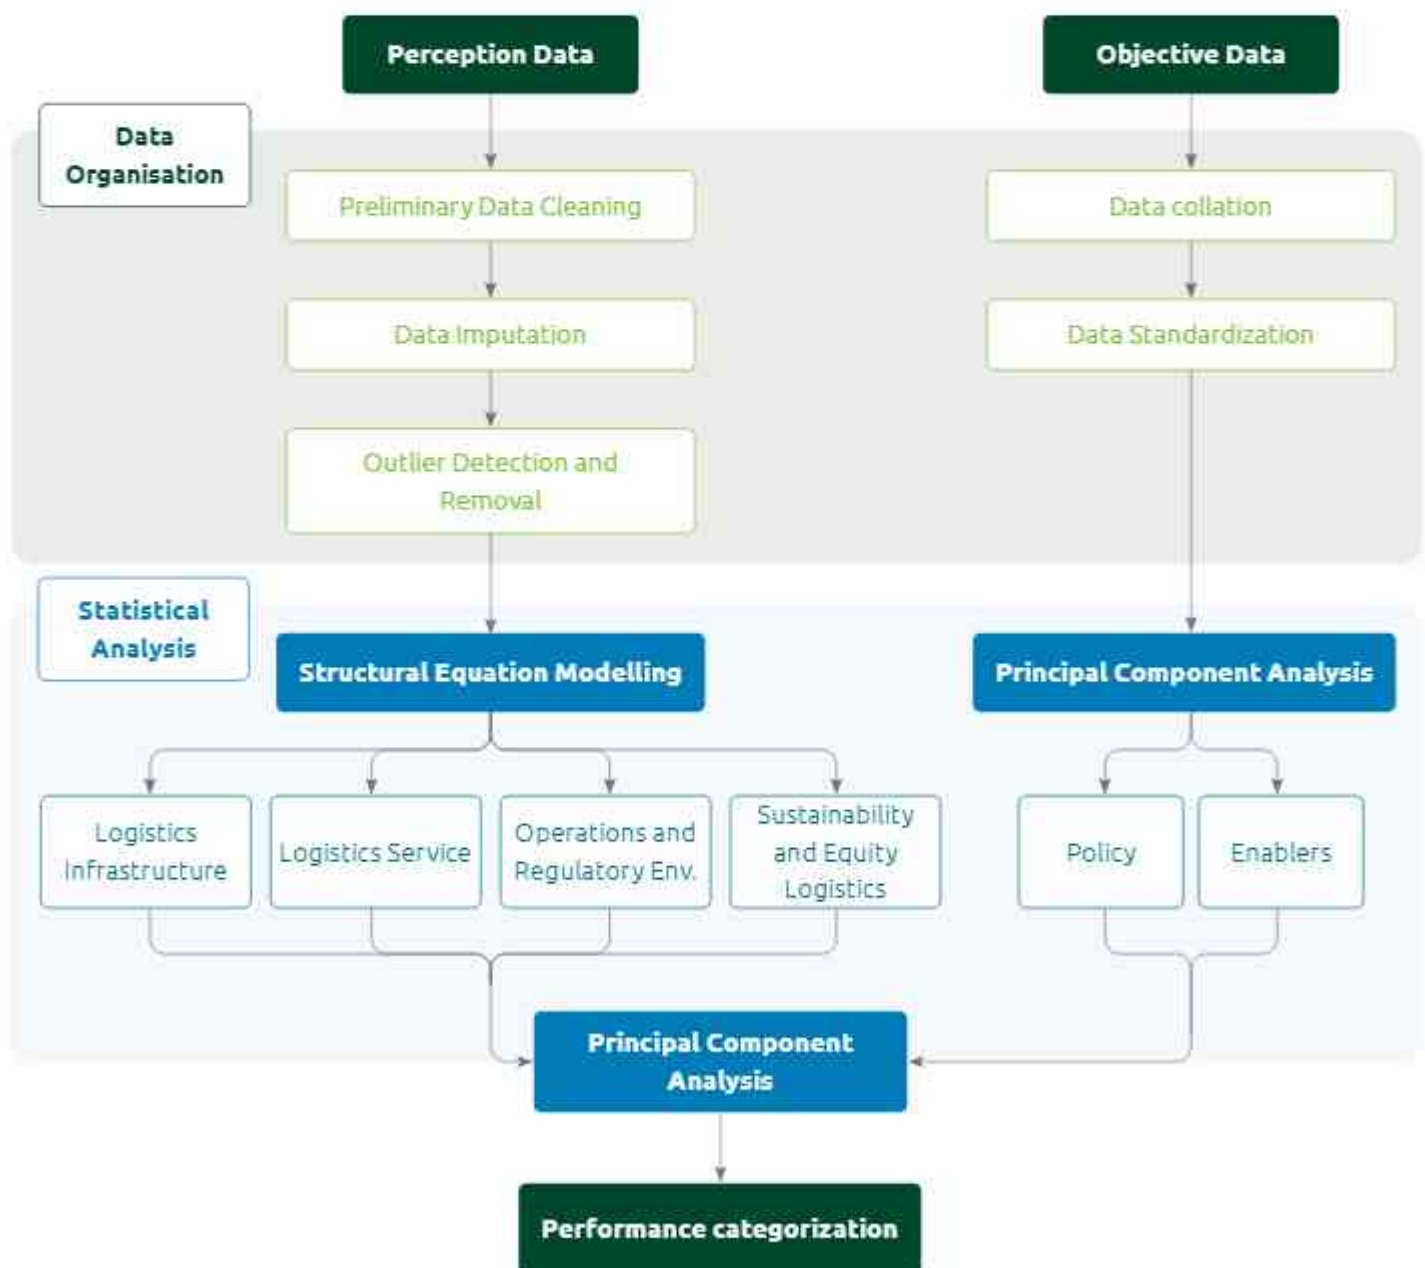 Perception Data
Objective Data
Data
Organisation
Preliminary Data Cleaning
Data collation
Data Imputation
Data Standardization
Outlier Detection and
Removal
Statistical
Analysis
Structural Equation Modelling
Principal Component Analysis
Logistics
Infrastructure
Logistics Service
Operations and
Regulatory Env.
Sustainability
and Equity
Logistics
Policy
Enablers
Principal Component
Analysis
Performance categorization